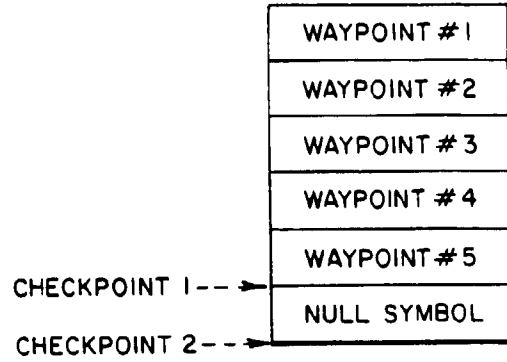 WAYPOINT #1
WAYPOINT #2
WAYPOINT #3
WAYPOINT #4
WAYPOINT #5
CHECKPOINT 1
NULL SYMBOL
CHECKPOINT 2